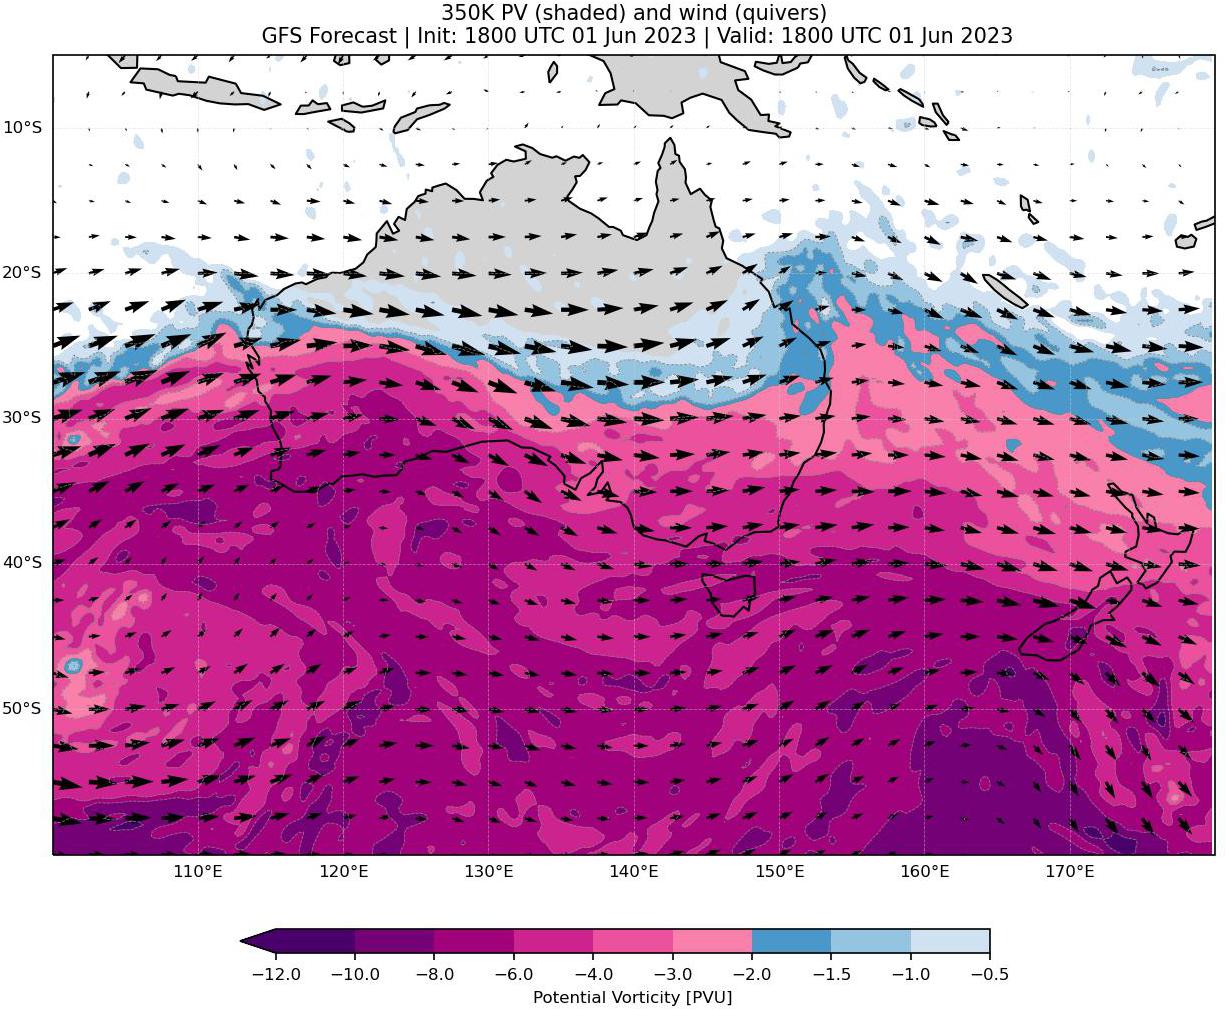 350K PV (shaded) and wind (quivers)
GFS Forecast | Init: 1800 UTC 01 Jun 2023 | Valid: 1800 UTC 01 Jun 2023
10°S
20°S
30°S
40°S
50°S
110°E 120°E 130°E 140°E 150°E 160°E 170°E
−12.0 −10.0 −8.0 −6.0 −4.0 −3.0 −2.0 −1.5 −1.0 −0.5
Potential Vorticity [PVU]